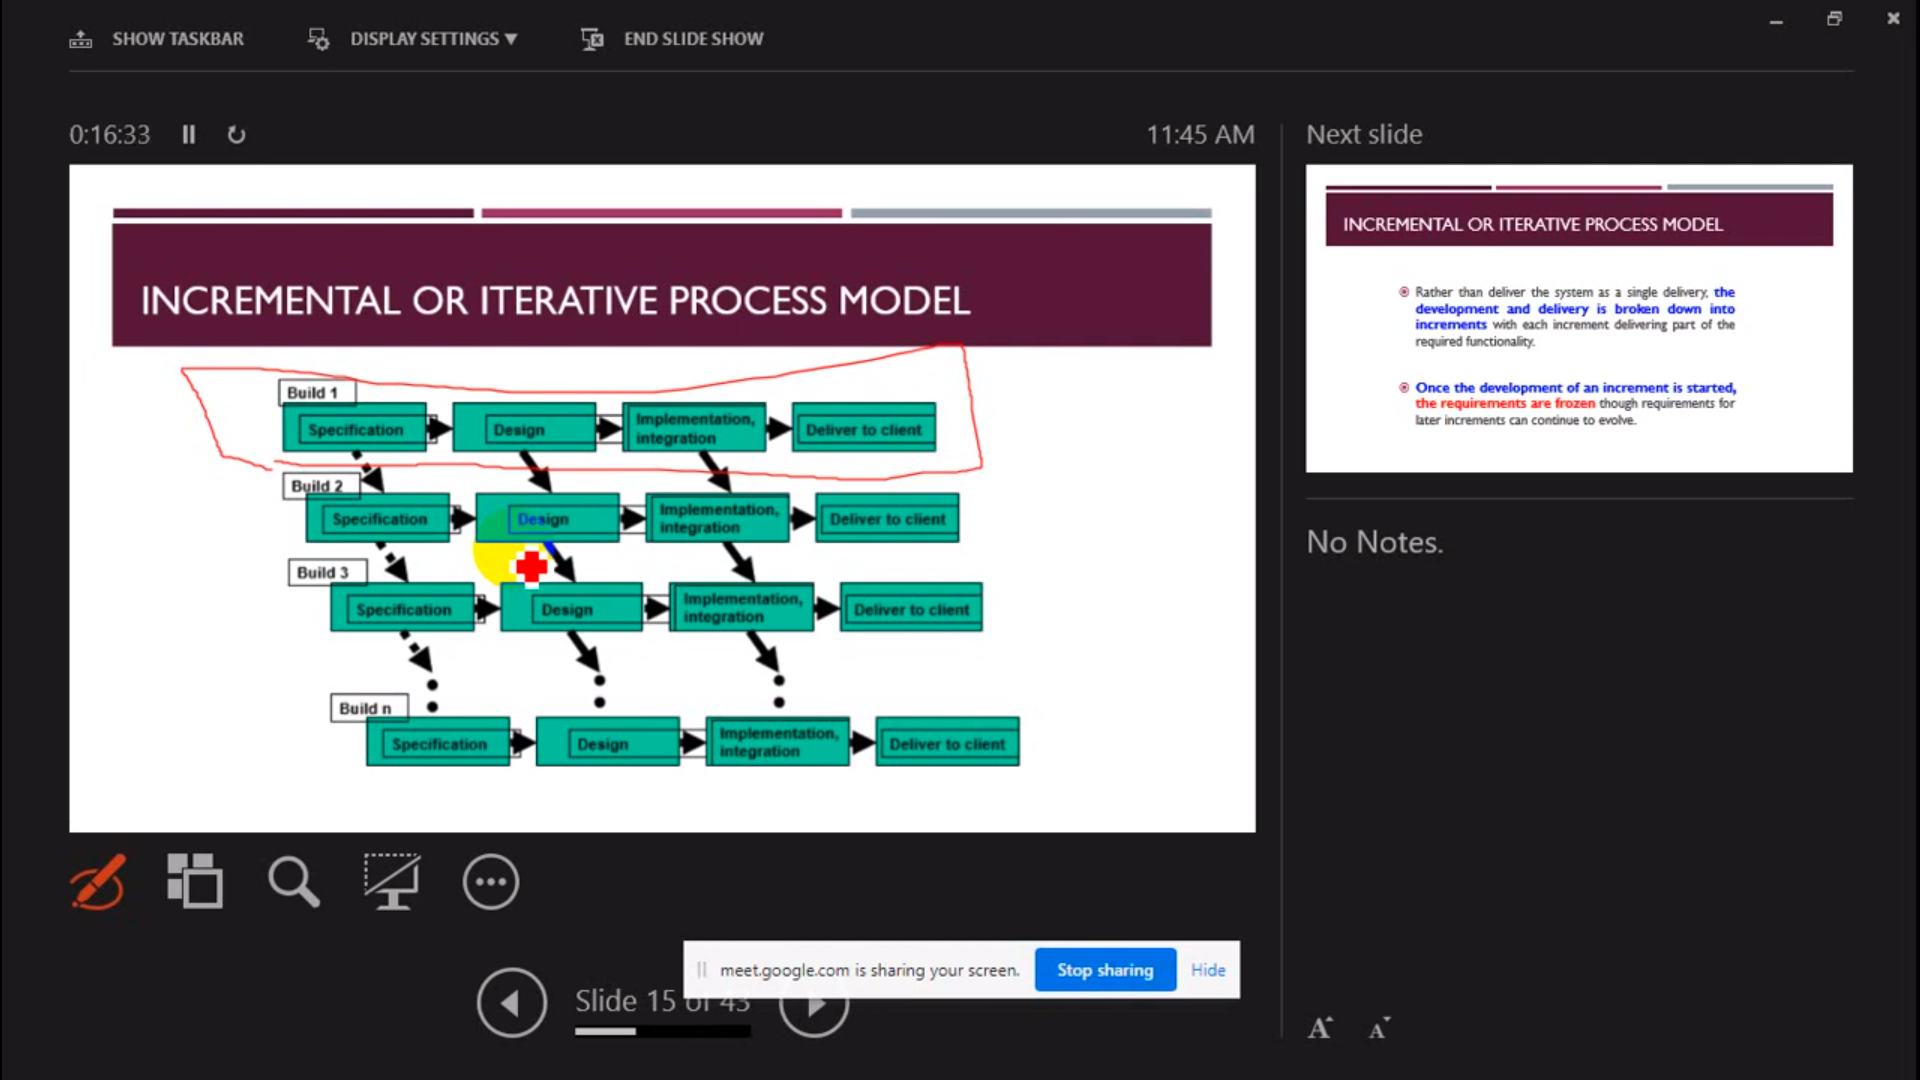 SHOW TASKBAR
DISPLAY SETTINGS ▼
END SLIDE SHOW
0:16:33
11:45 AM
Next slide
INCREMENTAL OR ITERATIVE PROCESS MODEL
Build 1
Specification
Design
Implementation,
integration
Deliver to client
Build 2
Specification
Design
Implementation,
integration
Deliver to client
Build 3
Specification
Design
Implementation,
integration
Deliver to client
Build n
Specification
Design
Implementation,
integration
Deliver to client
INCREMENTAL OR ITERATIVE PROCESS MODEL
Rather than deliver the system as a single delivery, the
development and delivery is broken down into
increments with each increment delivering part of the
required functionality.
Once the development of an increment is started,
the requirements are frozen though requirements for
later increments can continue to evolve.
No Notes.
meet.google.com is sharing your screen.
Stop sharing
Hide
Slide 15 of 43
A
A